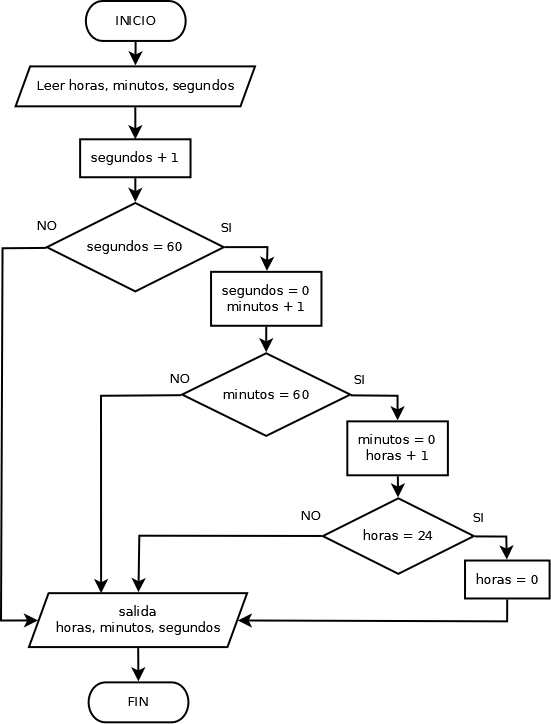 INICIO
Leer horas, minutos, segundos
segundos + 1
segundos = 60
NO
SI
segundos = 0
minutos + 1
minutos = 60
NO
SI
minutos = 0
horas + 1
horas = 24
NO
SI
horas = 0
salida
horas, minutos, segundos
FIN